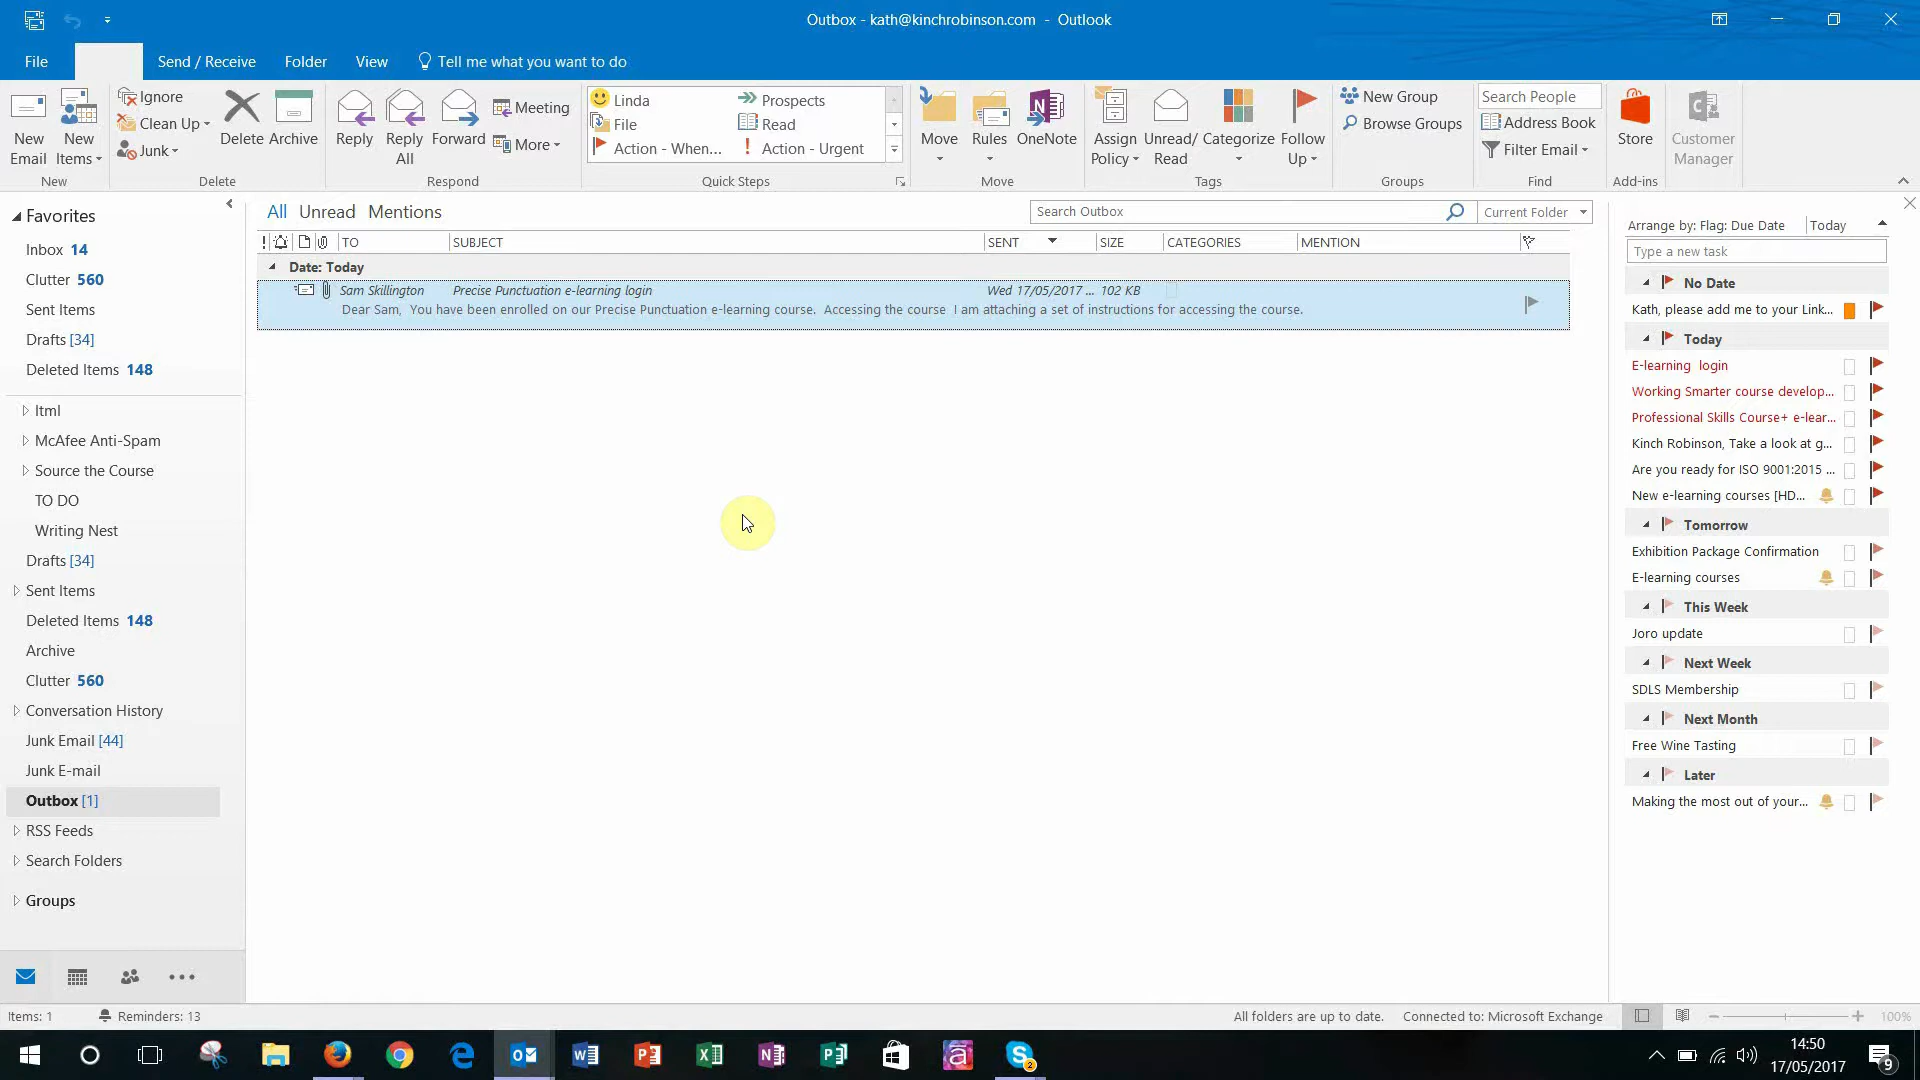 Outbox - kath@kinchrobinson.com - Outlook
File
Send / Receive
Folder
View
Tell me what you want to do
New Email
New Items
New
Ignore
Clean Up
Junk
Delete
Archive
Delete
Reply
Reply All
Forward
Meeting
More
Respond
Linda
File
Action - When...
Prospects
Read
Action - Urgent
Quick Steps
Move
Rules
OneNote
Move
Assign Policy
Unread/ Read
Categorize
Follow Up
Tags
New Group
Browse Groups
Groups
Search People
Address Book
Filter Email
Find
Store
Add-ins
Customer Manager
Favorites
Inbox 14
Clutter 560
Sent Items
Drafts [34]
Deleted Items 148
ltml
McAfee Anti-Spam
Source the Course
TO DO
Writing Nest
Drafts [34]
Sent Items
Deleted Items 148
Archive
Clutter 560
Conversation History
Junk Email [44]
Junk E-mail
Outbox [1]
RSS Feeds
Search Folders
Groups
All Unread Mentions
Search Outbox
Current Folder
TO SUBJECT SENT SIZE CATEGORIES MENTION
Date: Today
Sam Skillington Precise Punctuation e-learning login Wed 17/05/2017 ... 102 KB
Dear Sam, You have been enrolled on our Precise Punctuation e-learning course. Accessing the course I am attaching a set of instructions for accessing the course.
Arrange by: Flag: Due Date Today
Type a new task
No Date
Kath, please add me to your Link...
Today
E-learning login
Working Smarter course develop...
Professional Skills Course+ e-lear...
Kinch Robinson, Take a look at g...
Are you ready for ISO 9001:2015 ...
New e-learning courses [HD...
Tomorrow
Exhibition Package Confirmation
E-learning courses
This Week
Joro update
Next Week
SDLS Membership
Next Month
Free Wine Tasting
Later
Making the most out of your...
Items: 1
Reminders: 13
All folders are up to date.
Connected to: Microsoft Exchange
100%
14:50
17/05/2017
9
2